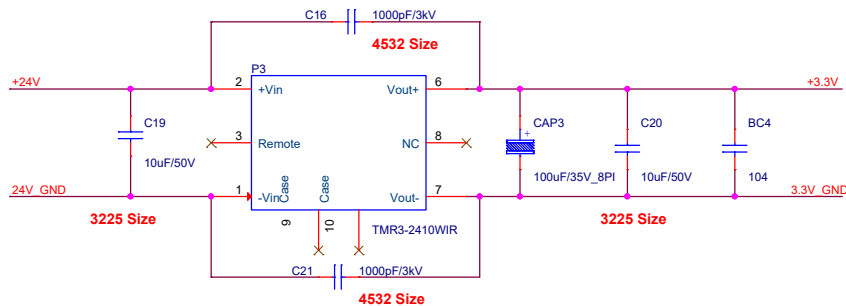 C16
1000pF/3kV
4532 Size
+24V
P3
2
+Vin
Vout+
6
+3.3V
C19
10uF/50V
3
Remote
NC
8
CAP3
+
100uF/35V_8PI
C20
10uF/50V
BC4
104
24V_GND
1
-Vin
Case
Case
Vout-
7
3.3V_GND
9
10
TMR3-2410WIR
3225 Size
3225 Size
C21
1000pF/3kV
4532 Size